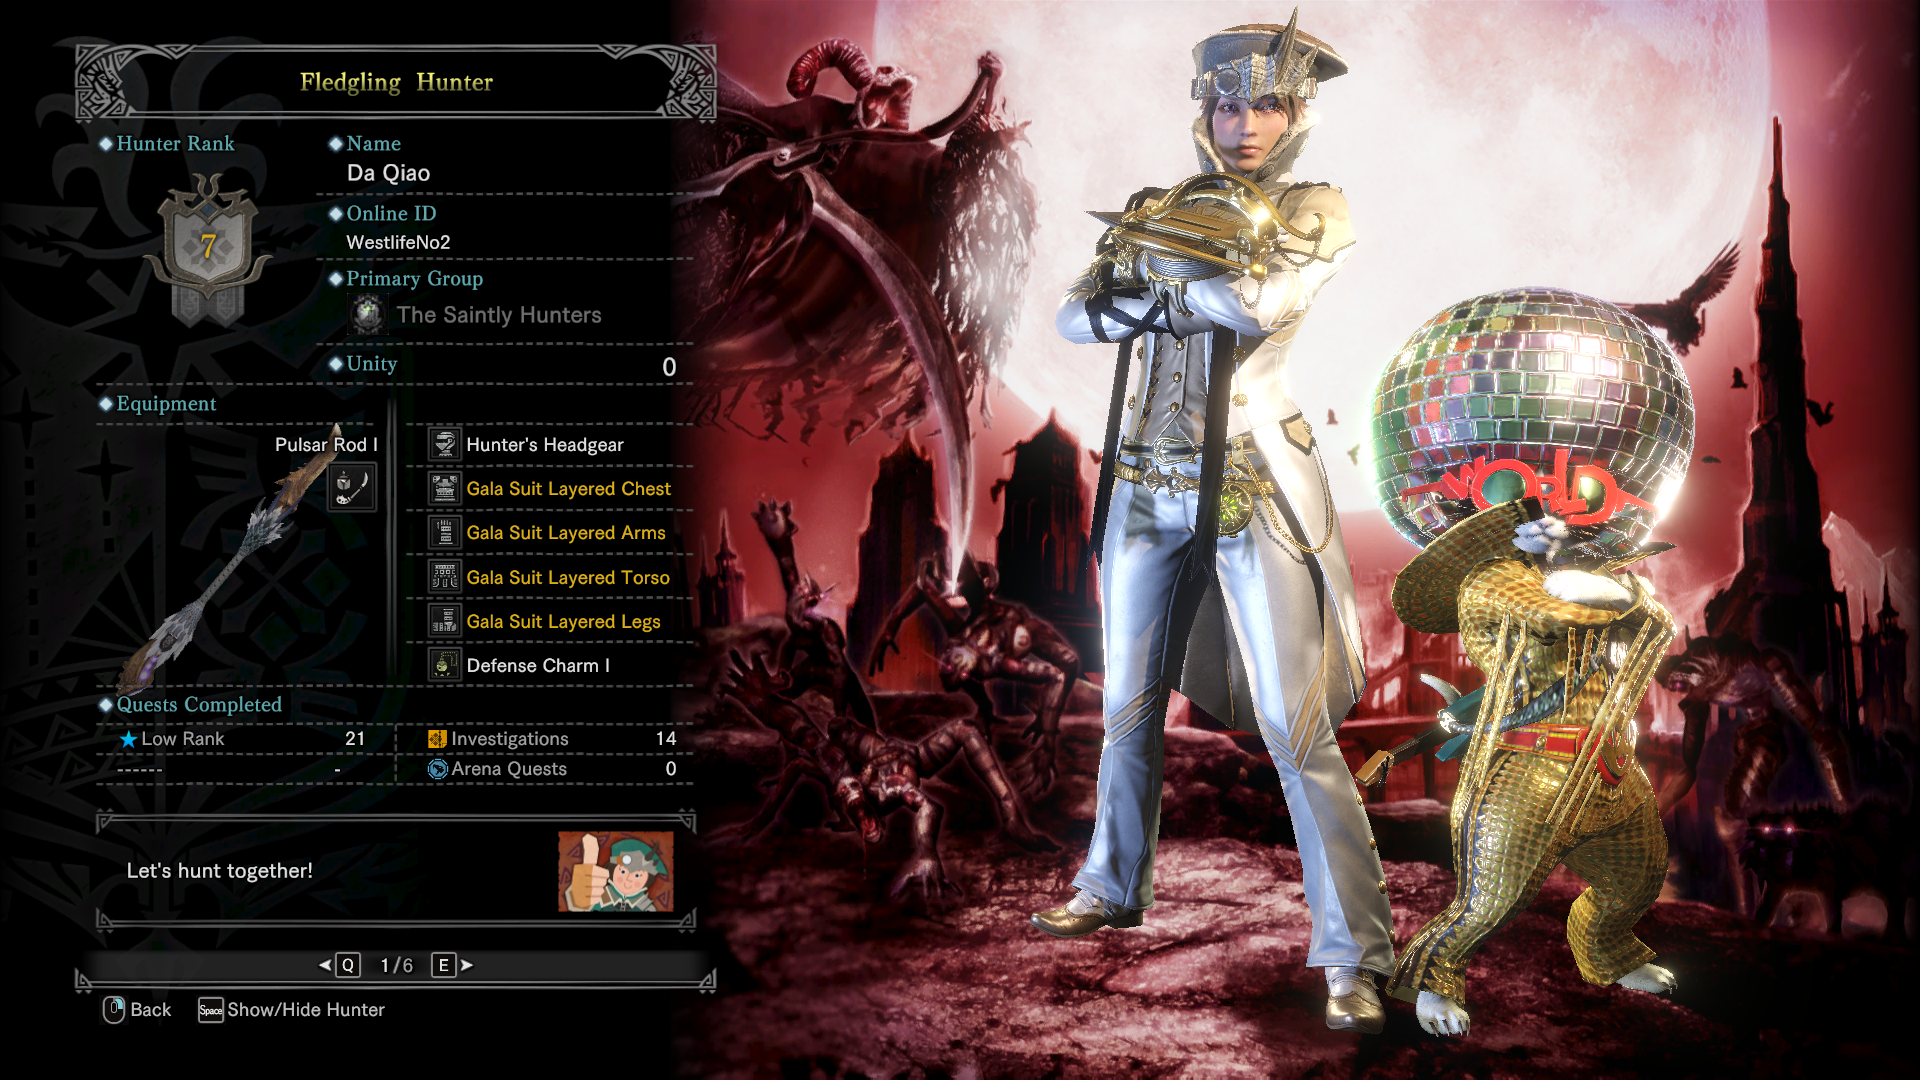 Fledgling Hunter
Hunter Rank
7
Name
Da Qiao
Online ID
WestlifeNo2
Primary Group
The Saintly Hunters
Unity
0
Equipment
Pulsar Rod I
Hunter's Headgear
Gala Suit Layered Chest
Gala Suit Layered Arms
Gala Suit Layered Torso
Gala Suit Layered Legs
Defense Charm I
Quests Completed
Low Rank 21
Investigations 14
------ -
Arena Quests 0
Let's hunt together!
Q 1/6 E
Back Space Show/Hide Hunter
WORLD